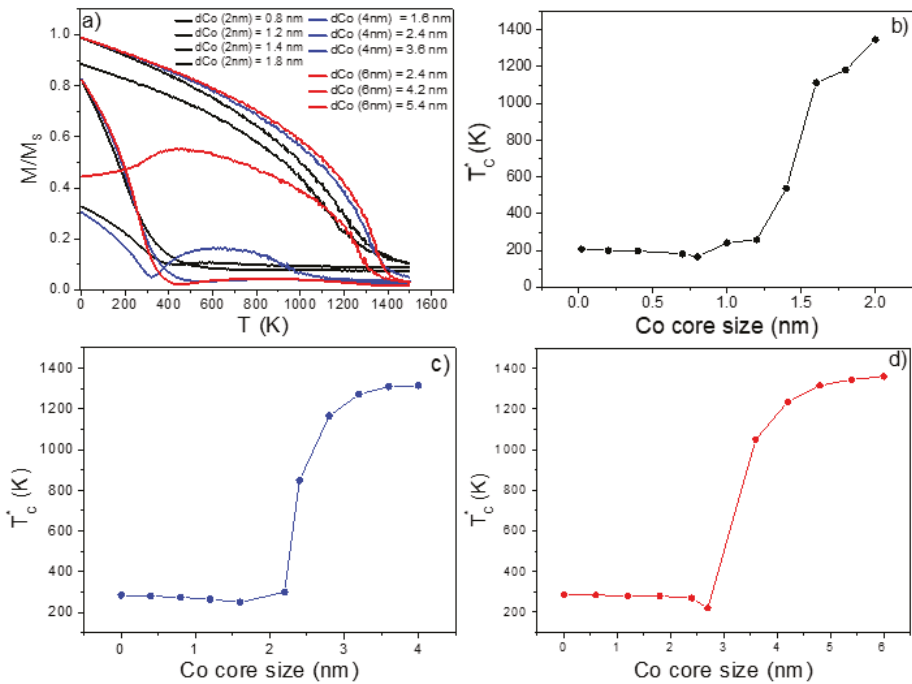 a)
dCo (2nm) = 0.8 nm
dCo (2nm) = 1.2 nm
dCo (2nm) = 1.4 nm
dCo (2nm) = 1.8 nm
dCo (4nm) = 1.6 nm
dCo (4nm) = 2.4 nm
dCo (4nm) = 3.6 nm
dCo (6nm) = 2.4 nm
dCo (6nm) = 4.2 nm
dCo (6nm) = 5.4 nm
M/Ms
1.0
0.8
0.6
0.4
0.2
0.0
0 200 400 600 800 1000 1200 1400 1600
T (K)
b)
T*c (K)
1400
1200
1000
800
600
400
200
0
0.0 0.5 1.0 1.5 2.0
Co core size (nm)
c)
T*c (K)
1400
1200
1000
800
600
400
200
0 1 2 3 4
Co core size (nm)
d)
T*c (K)
1400
1200
1000
800
600
400
200
0 1 2 3 4 5 6
Co core size (nm)